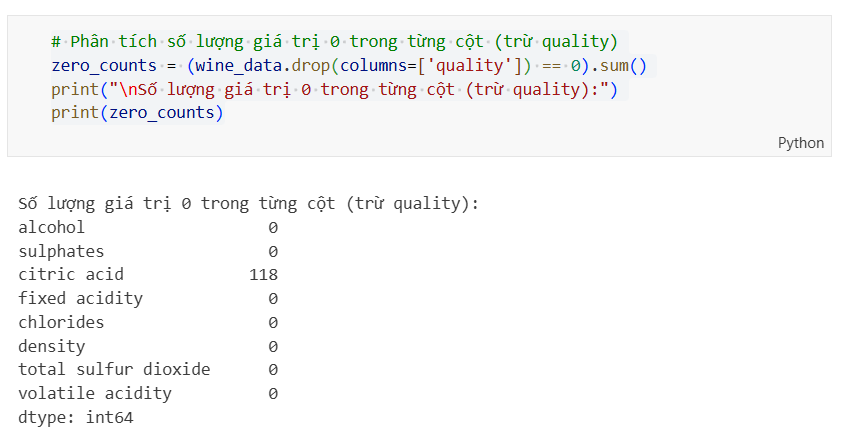 # Phân tích số lượng giá trị 0 trong từng cột (trừ quality)
zero_counts = (wine_data.drop(columns=['quality']) == 0).sum()
print("\nSố lượng giá trị 0 trong từng cột (trừ quality):")
print(zero_counts)
Python
Số lượng giá trị 0 trong từng cột (trừ quality):
alcohol 0
sulphates 0
citric acid 118
fixed acidity 0
chlorides 0
density 0
total sulfur dioxide 0
volatile acidity 0
dtype: int64